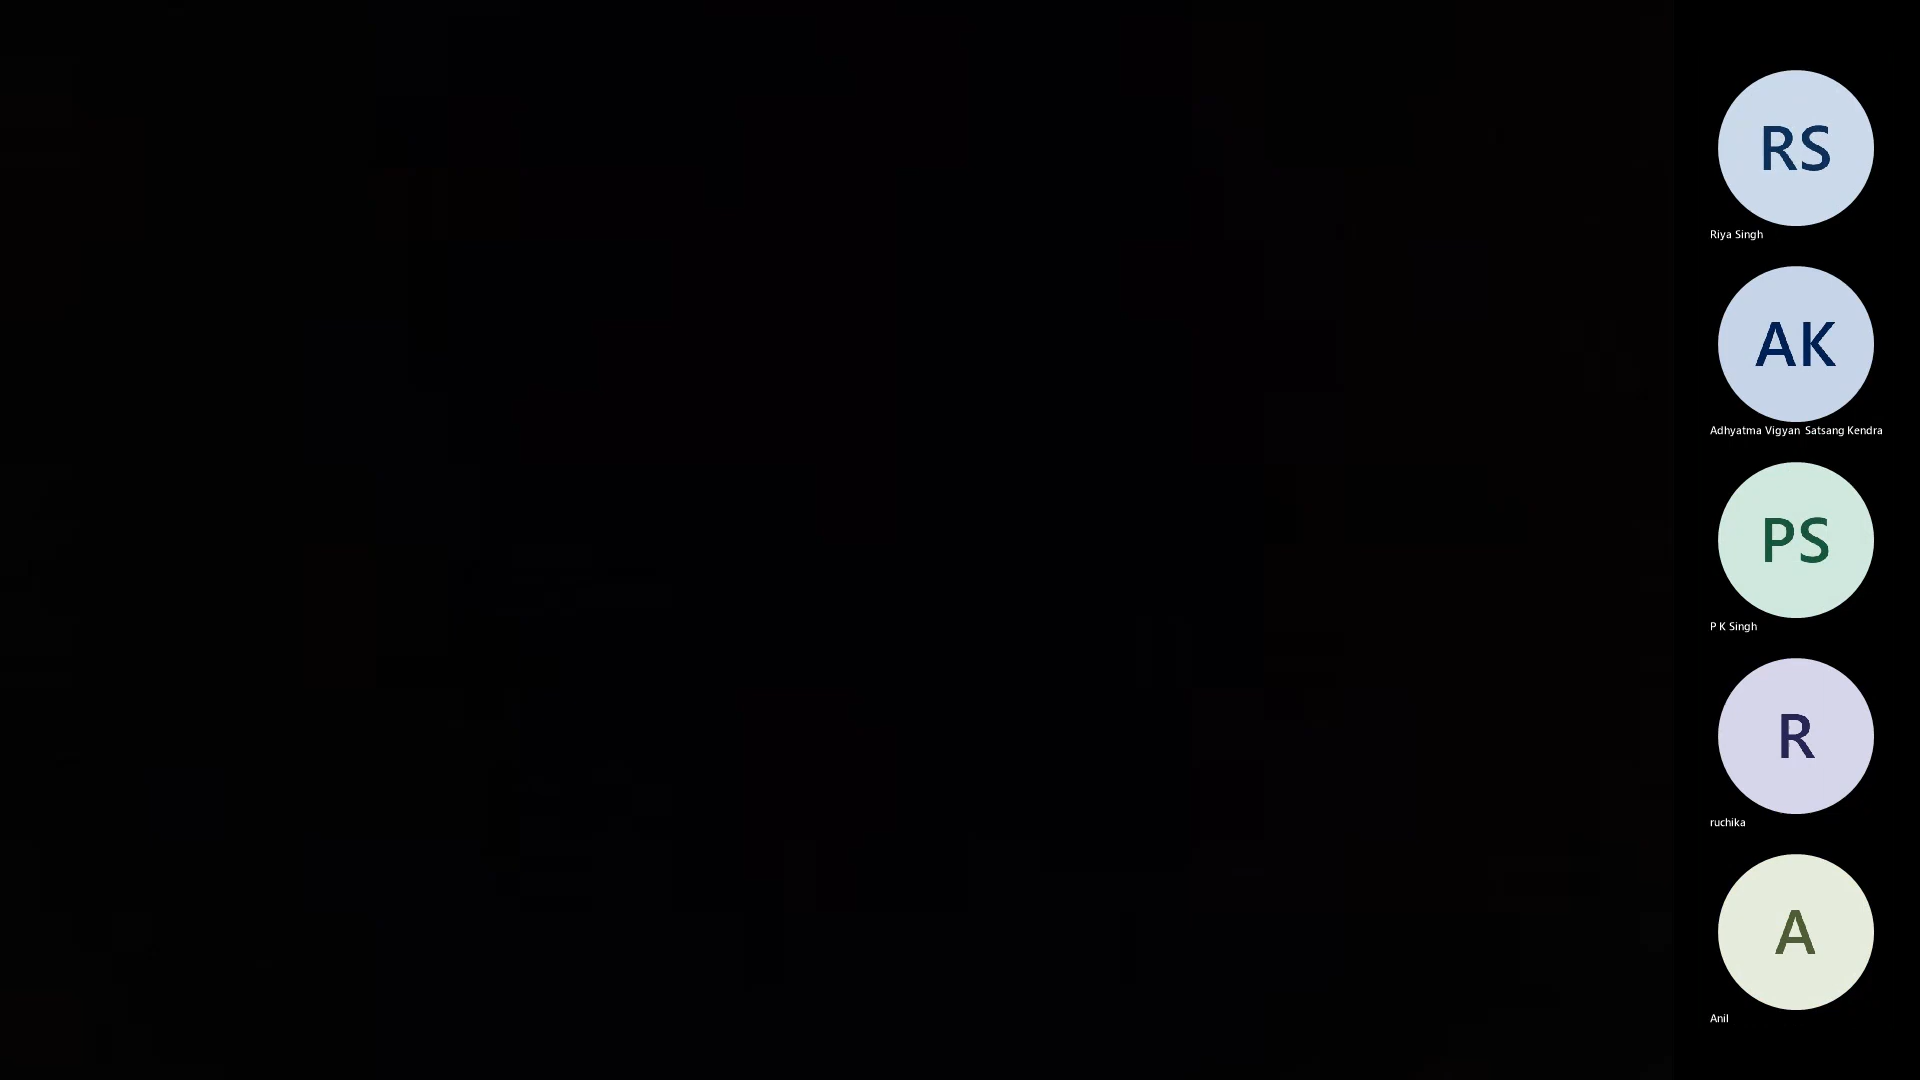 RS
Riya Singh
AK
Adhyatma Vigyan  Satsang Kendra
PS
P K Singh
R
ruchika
A
Anil